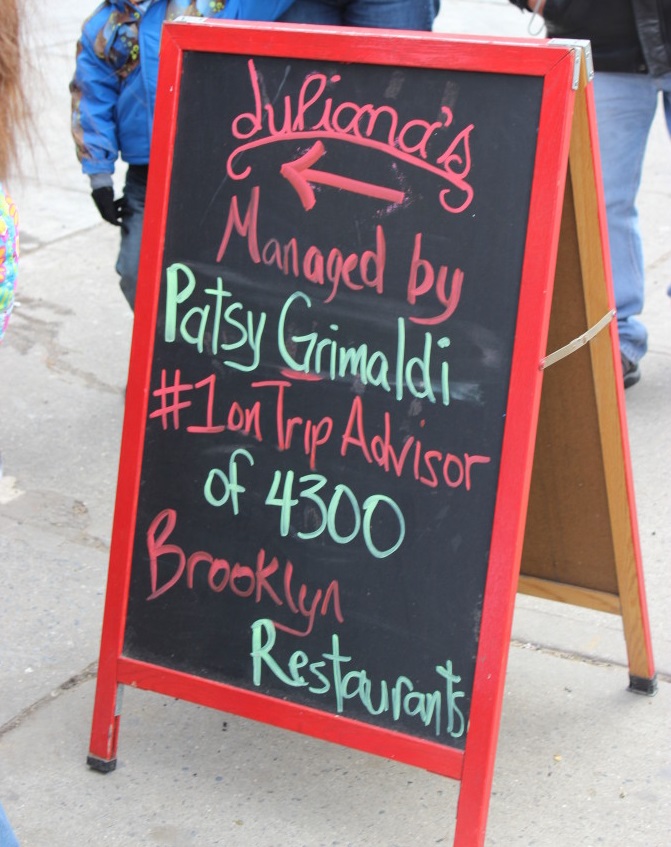 Juliana's
Managed by
Patsy Grimaldi
#1 on Trip Advisor
of 4300
Brooklyn
Restaurants